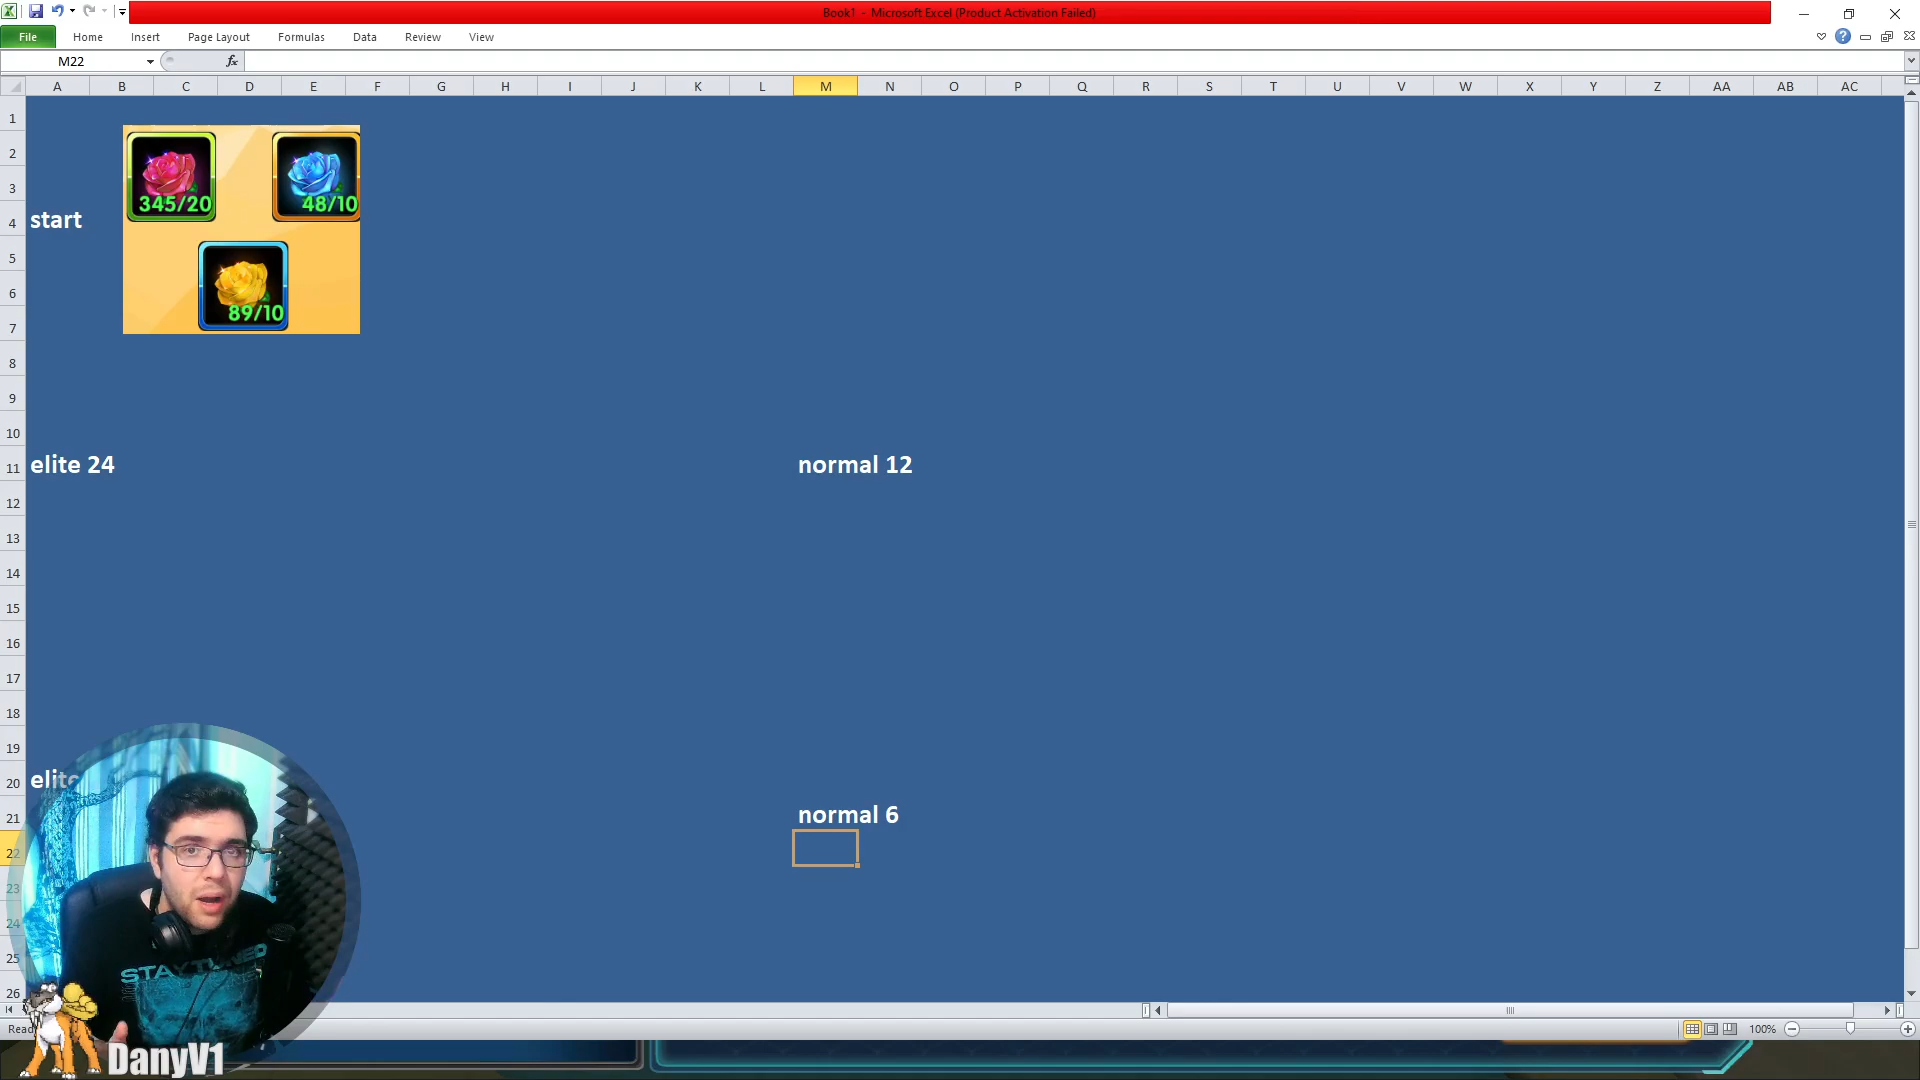 Book1 - Microsoft Excel (Product Activation Failed)
File Home Insert Page Layout Formulas Data Review View
M22 fx
A B C D E F G H I J K L M N O P Q R S T U V W X Y Z AA AB AC
1
2
3
345/20 48/10
4 start
5
6
89/10
7
8
9
10
11 elite 24 normal 12
12
13
14
15
16
17
18
19
20
21 normal 6
22
23
24
25
26
STAY TUNED
100%
DanyV1